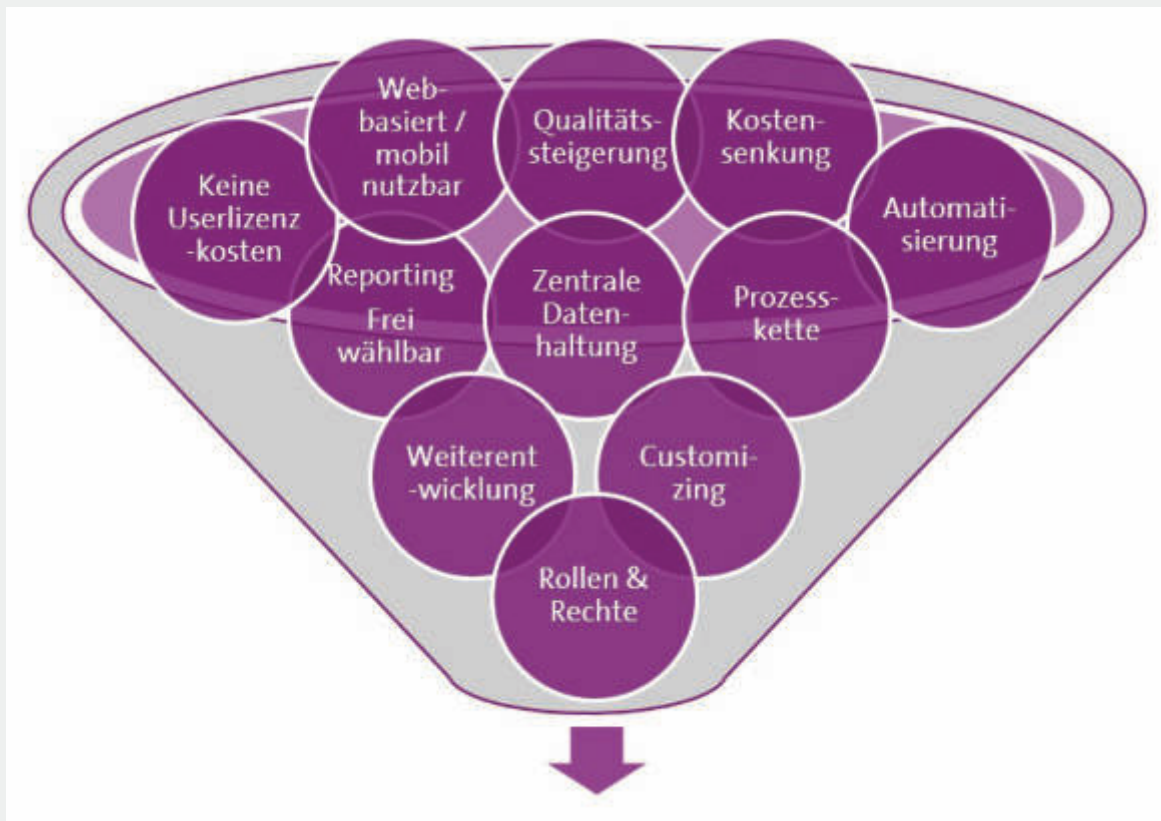 Web-
basiert /
mobil
nutzbar
Qualitäts-
steigerung
Kosten-
senkung
Keine
Userlizenz
-kosten
Automati-
sierung
Reporting
Frei
wählbar
Zentrale
Daten-
haltung
Prozess-
kette
Weiterent
-wicklung
Customi-
zing
Rollen &
Rechte